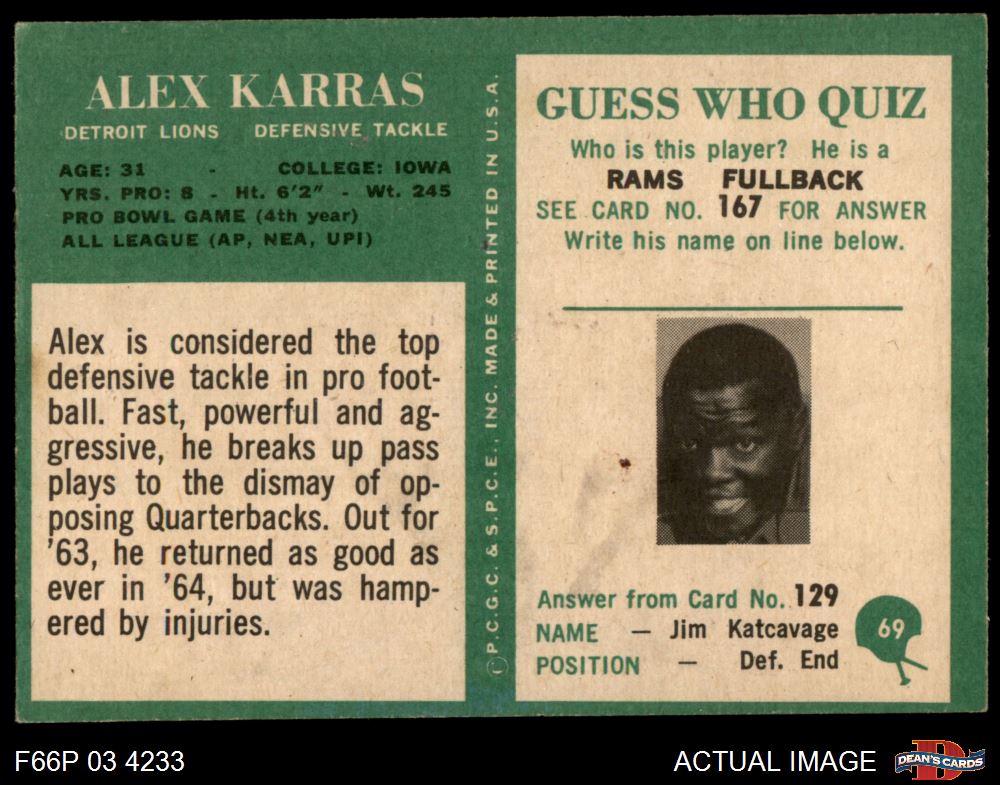 ALEX KARRAS
DETROIT LIONS DEFENSIVE TACKLE
AGE: 31 - COLLEGE: IOWA
YRS. PRO: 8 - Ht. 6'2" - Wt. 245
PRO BOWL GAME (4th year)
ALL LEAGUE (AP, NEA, UPI)
Alex is considered the top
defensive tackle in pro foot-
ball. Fast, powerful and ag-
gressive, he breaks up pass
plays to the dismay of op-
posing Quarterbacks. Out for
'63, he returned as good as
ever in '64, but was hamp-
ered by injuries.
© P.C.G.C. & S.P.C.E., INC. MADE & PRINTED IN U.S.A.
GUESS WHO QUIZ
Who is this player? He is a
RAMS FULLBACK
SEE CARD NO. 167 FOR ANSWER
Write his name on line below.
Answer from Card No. 129
NAME — Jim Katcavage
POSITION — Def. End
69
F66P 03 4233
ACTUAL IMAGE
DEAN'S CARDS